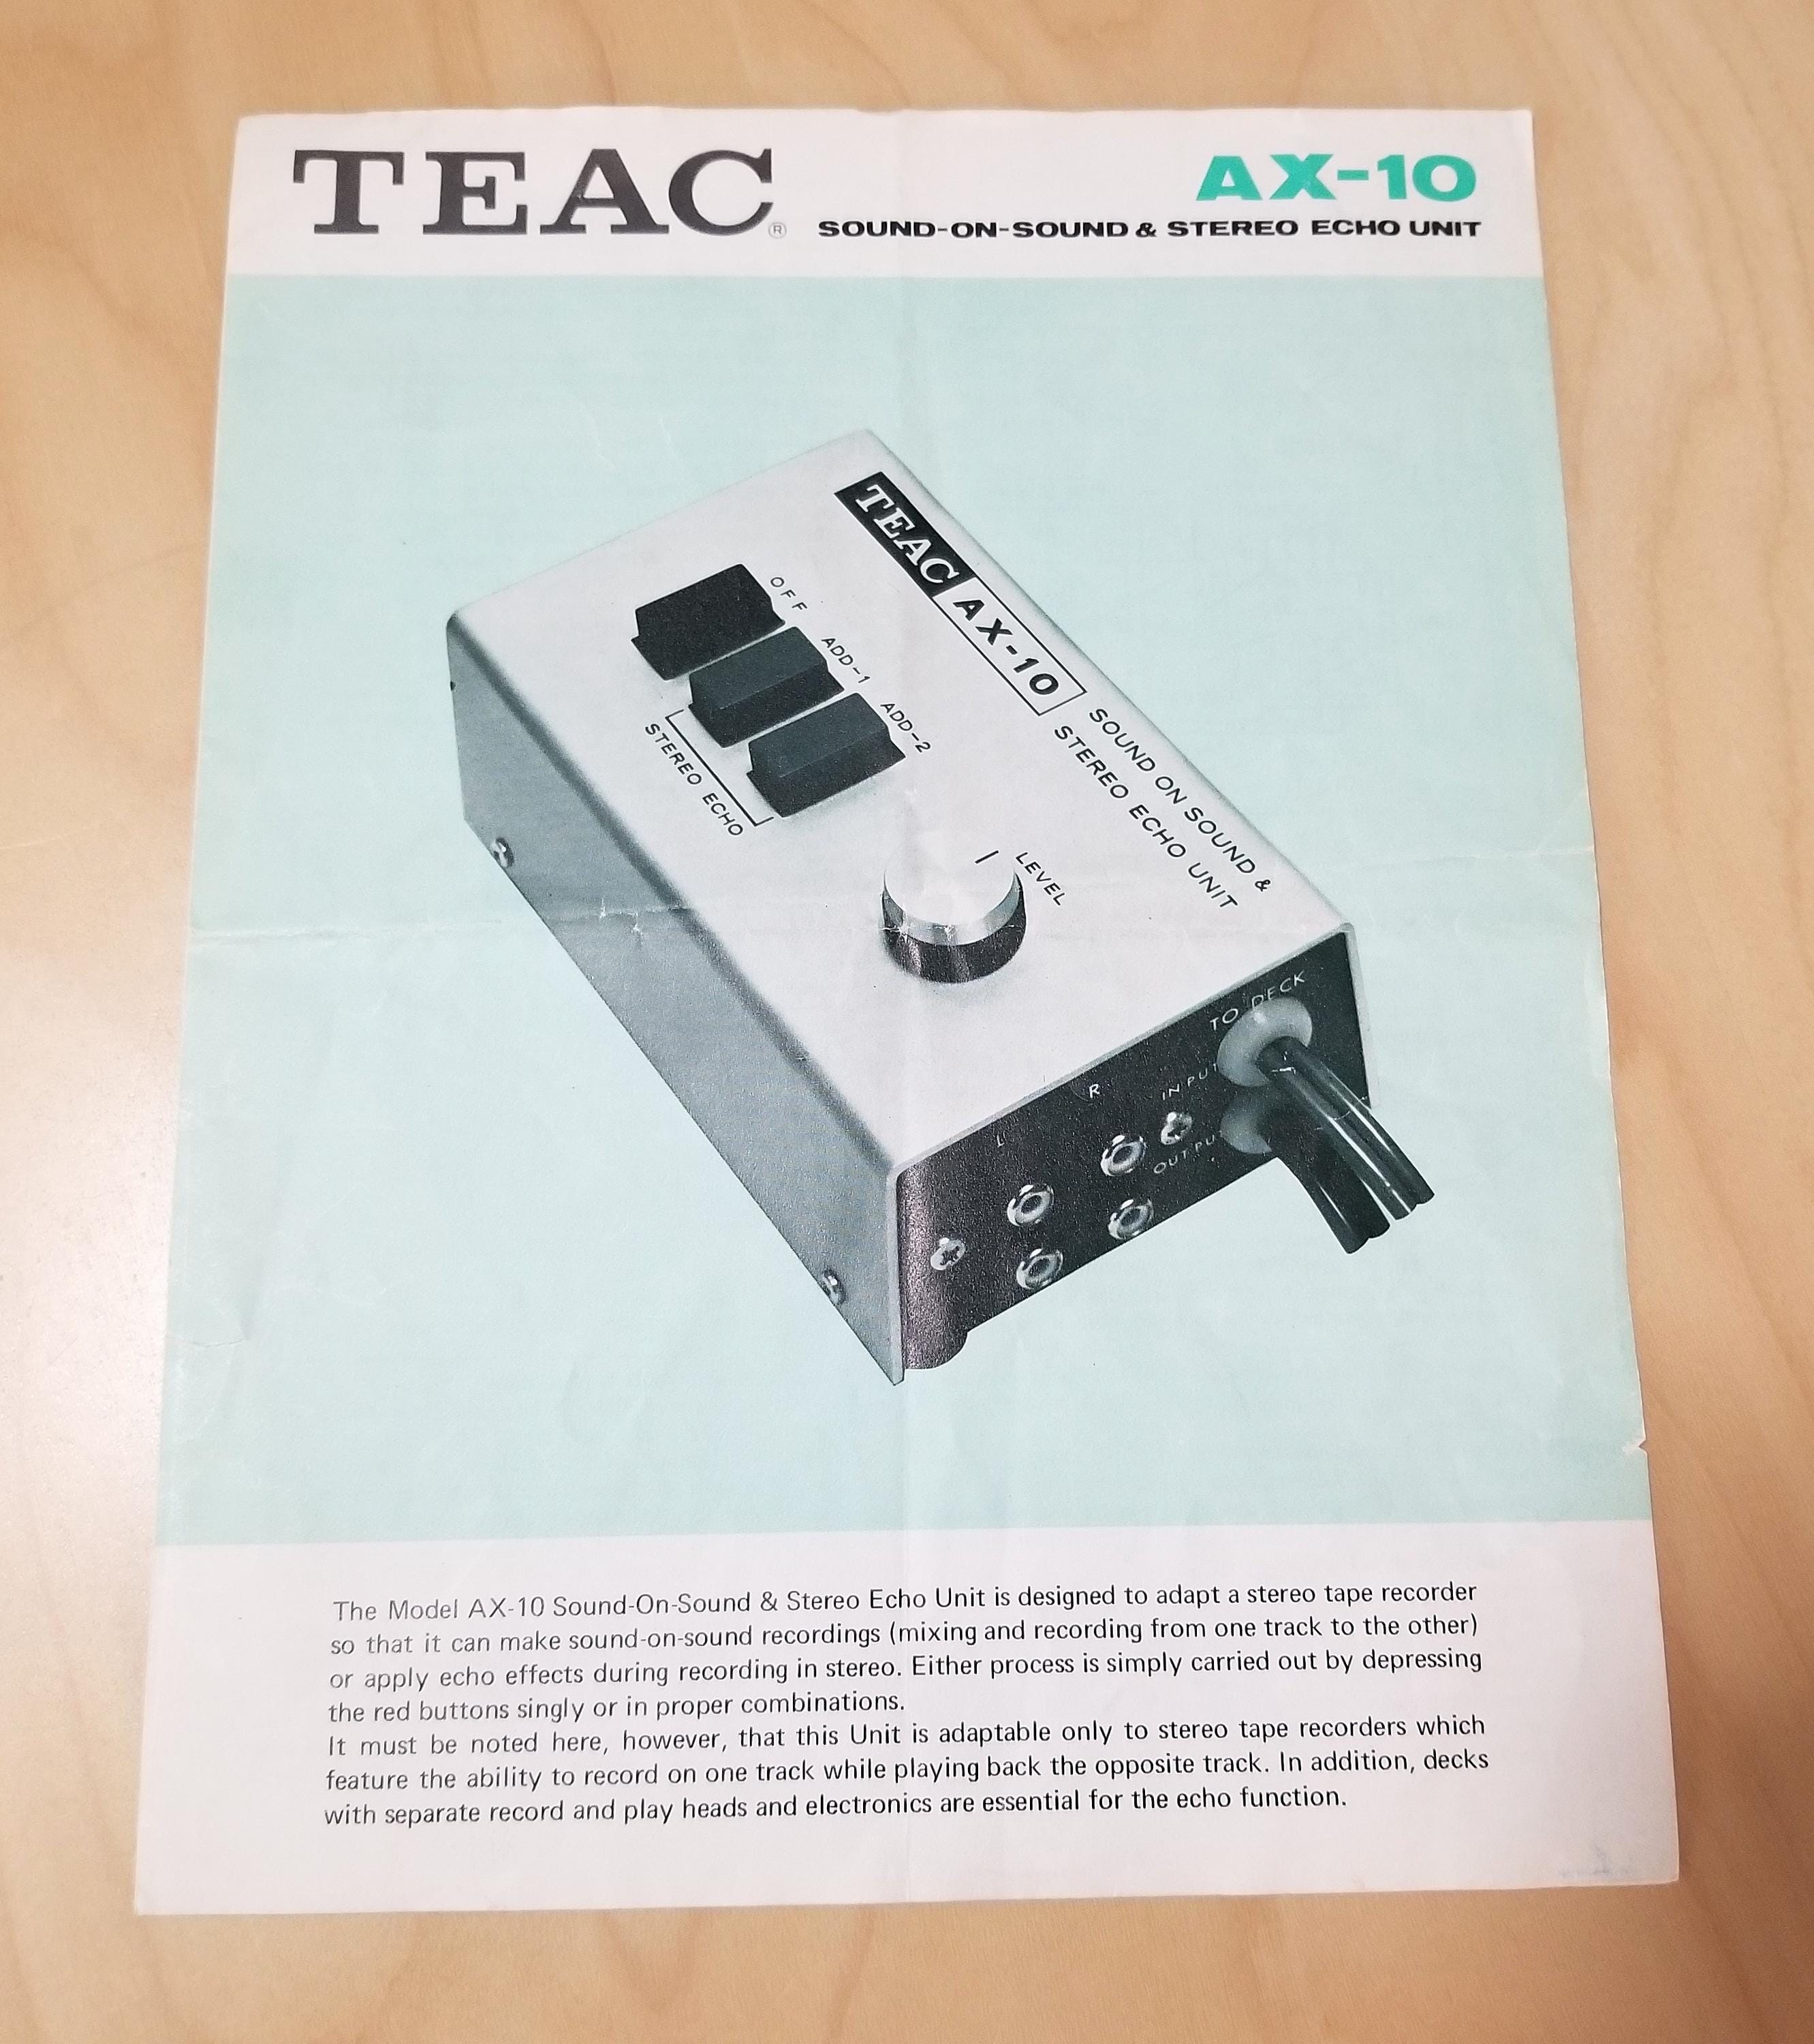 TEAC®
AX-10
SOUND-ON-SOUND & STEREO ECHO UNIT
TEAC AX-10
SOUND ON SOUND &
STEREO ECHO UNIT
OFF
ADD-1
ADD-2
STEREO ECHO
LEVEL
TO DECK
L
R
INPUT
OUTPUT
The Model AX-10 Sound-On-Sound & Stereo Echo Unit is designed to adapt a stereo tape recorder
so that it can make sound-on-sound recordings (mixing and recording from one track to the other)
or apply echo effects during recording in stereo. Either process is simply carried out by depressing
the red buttons singly or in proper combinations.
It must be noted here, however, that this Unit is adaptable only to stereo tape recorders which
feature the ability to record on one track while playing back the opposite track. In addition, decks
with separate record and play heads and electronics are essential for the echo function.